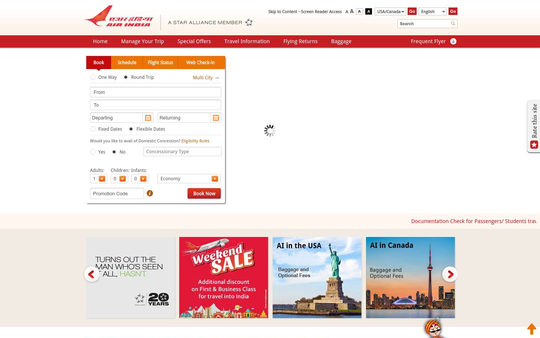 Skip to Content - Screen Reader Access A A A A USA/Canada English Go
एअर इंडिया
AIR INDIA
A STAR ALLIANCE MEMBER
Search
Home Manage Your Trip Special Offers Travel Information Flying Returns Baggage Frequent Flyer
Book Schedule Flight Status Web Check-in
One Way Round Trip Multi City
From
To
Departing Returning
Fixed Dates Flexible Dates
Would you like to avail of Domestic Concession? Eligibility Rules
Yes No Concessionary Type
Adults: Children: Infants:
1 0 0 Economy
Promotion Code Book Now
Rate this site
Documentation Check for Passengers/ Students
TURNS OUT THE
MAN WHO'S SEEN
IT ALL, HASN'T.
20
YEARS
Weekend
SALE
Additional discount
on First & Business Class
for travel into India
AI in the USA
Baggage and
Optional Fees
AI in Canada
Baggage and
Optional Fees